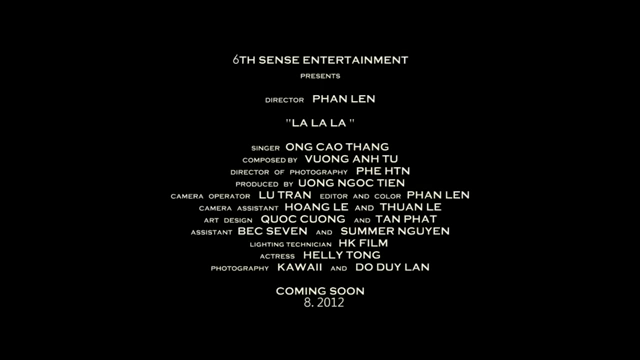 6TH SENSE ENTERTAINMENT
PRESENTS
DIRECTOR PHAN LEN
"LA LA LA "
SINGER ONG CAO THANG
COMPOSED BY VUONG ANH TU
DIRECTOR OF PHOTOGRAPHY PHE HTN
PRODUCED BY UONG NGOC TIEN
CAMERA OPERATOR LU TRAN EDITOR AND COLOR PHAN LEN
CAMERA ASSISTANT HOANG LE AND THUAN LE
ART DESIGN QUOC CUONG AND TAN PHAT
ASSISTANT BEC SEVEN AND SUMMER NGUYEN
LIGHTING TECHNICIAN HK FILM
ACTRESS HELLY TONG
PHOTOGRAPHY KAWAII AND DO DUY LAN
COMING SOON
8. 2012